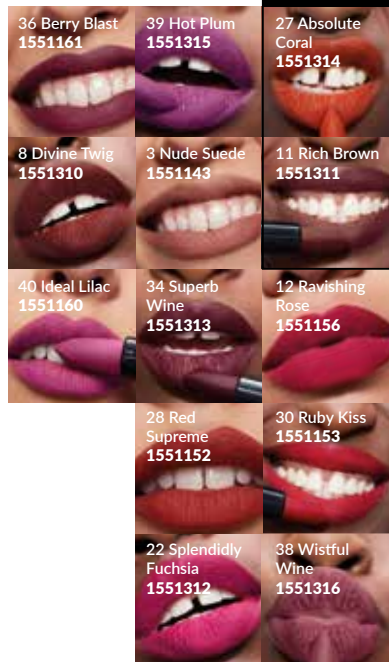 36 Berry Blast
1551161
39 Hot Plum
1551315
27 Absolute
Coral
1551314
8 Divine Twig
1551310
3 Nude Suede
1551143
11 Rich Brown
1551311
40 Ideal Lilac
1551160
34 Superb
Wine
1551313
12 Ravishing
Rose
1551156
28 Red
Supreme
1551152
30 Ruby Kiss
1551153
22 Splendidly
Fuchsia
1551312
38 Wistful
Wine
1551316